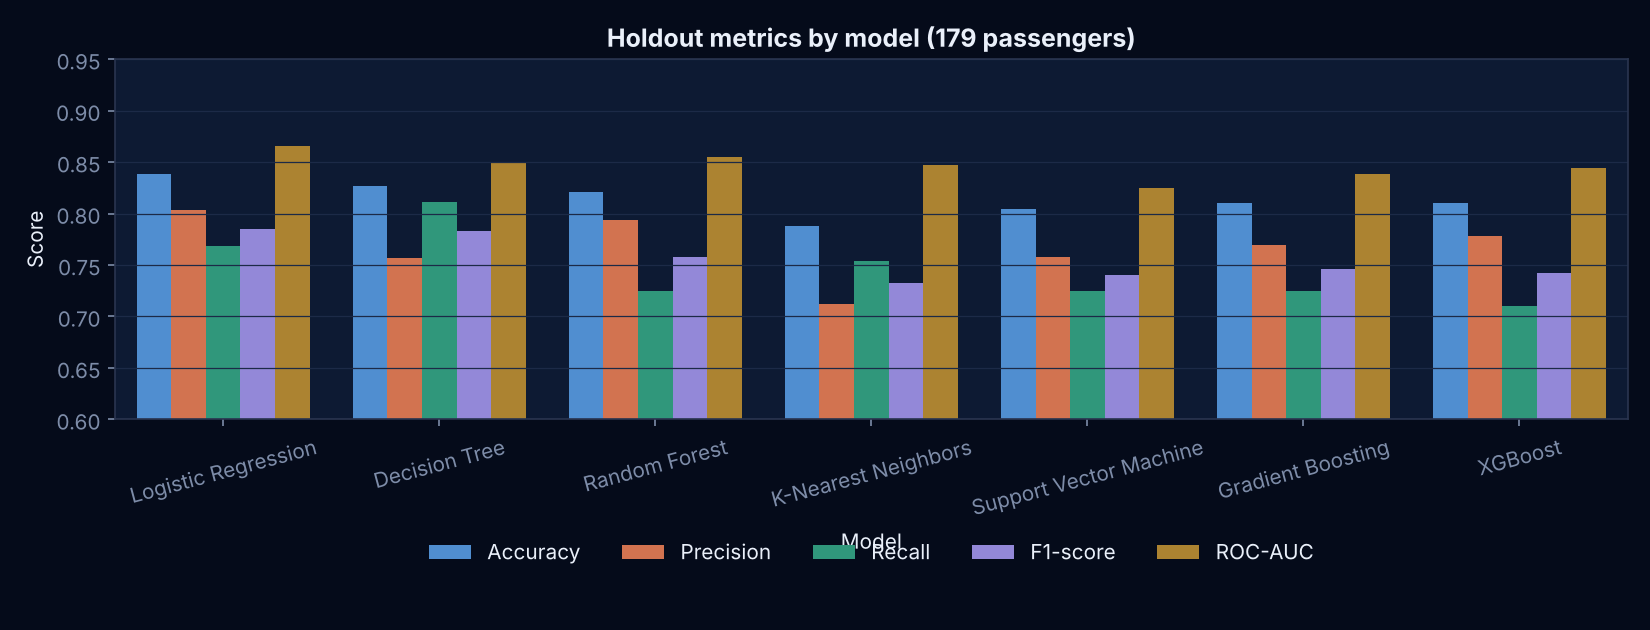 Holdout metrics by model (179 passengers)
0.95
0.90
0.85
0.80
0.75
0.70
0.65
0.60
Score
Logistic Regression
Decision Tree
Random Forest
K-Nearest Neighbors
Support Vector Machine
Gradient Boosting
XGBoost
Model
Accuracy Precision Recall F1-score ROC-AUC